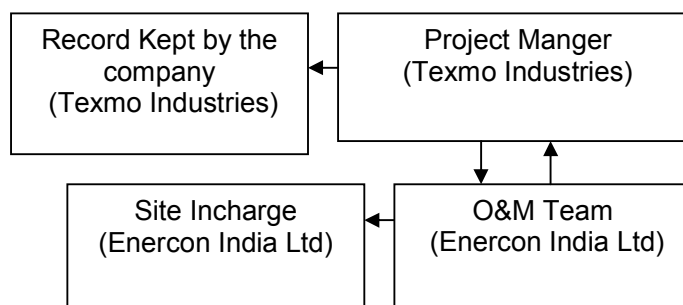 Record Kept by the
company
(Texmo Industries)
Project Manger
(Texmo Industries)
Site Incharge
(Enercon India Ltd)
O&M Team
(Enercon India Ltd)